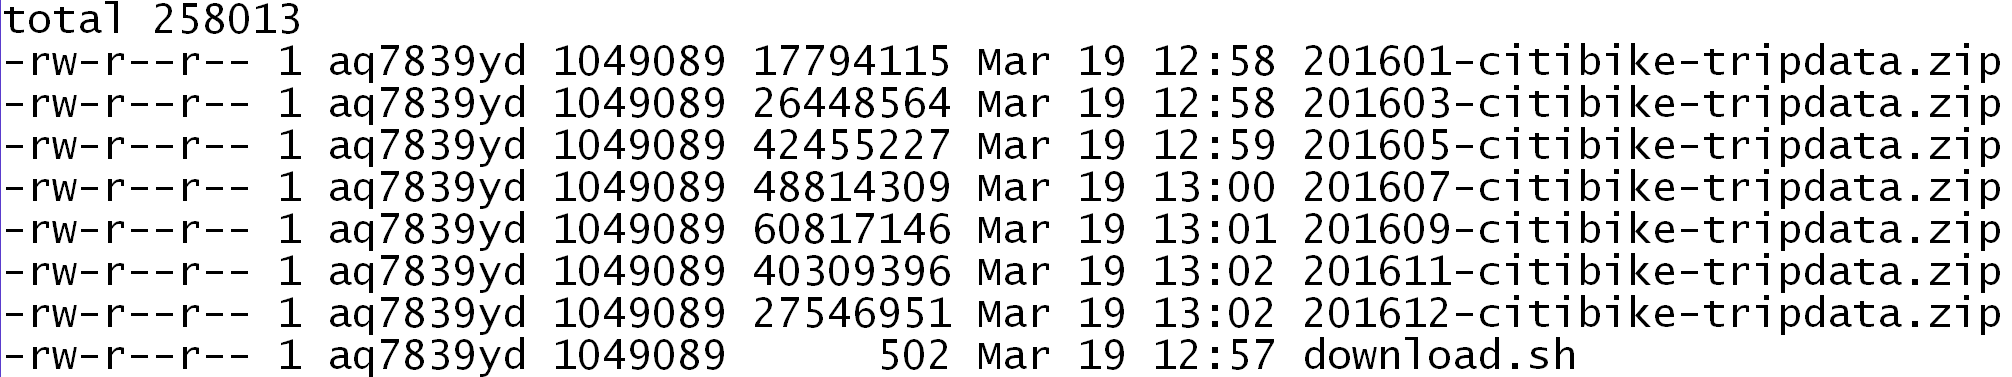 total 258013
-rw-r--r-- 1 aq7839yd 1049089 17794115 Mar 19 12:58 201601-citibike-tripdata.zip
-rw-r--r-- 1 aq7839yd 1049089 26448564 Mar 19 12:58 201603-citibike-tripdata.zip
-rw-r--r-- 1 aq7839yd 1049089 42455227 Mar 19 12:59 201605-citibike-tripdata.zip
-rw-r--r-- 1 aq7839yd 1049089 48814309 Mar 19 13:00 201607-citibike-tripdata.zip
-rw-r--r-- 1 aq7839yd 1049089 60817146 Mar 19 13:01 201609-citibike-tripdata.zip
-rw-r--r-- 1 aq7839yd 1049089 40309396 Mar 19 13:02 201611-citibike-tripdata.zip
-rw-r--r-- 1 aq7839yd 1049089 27546951 Mar 19 13:02 201612-citibike-tripdata.zip
-rw-r--r-- 1 aq7839yd 1049089      502 Mar 19 12:57 download.sh